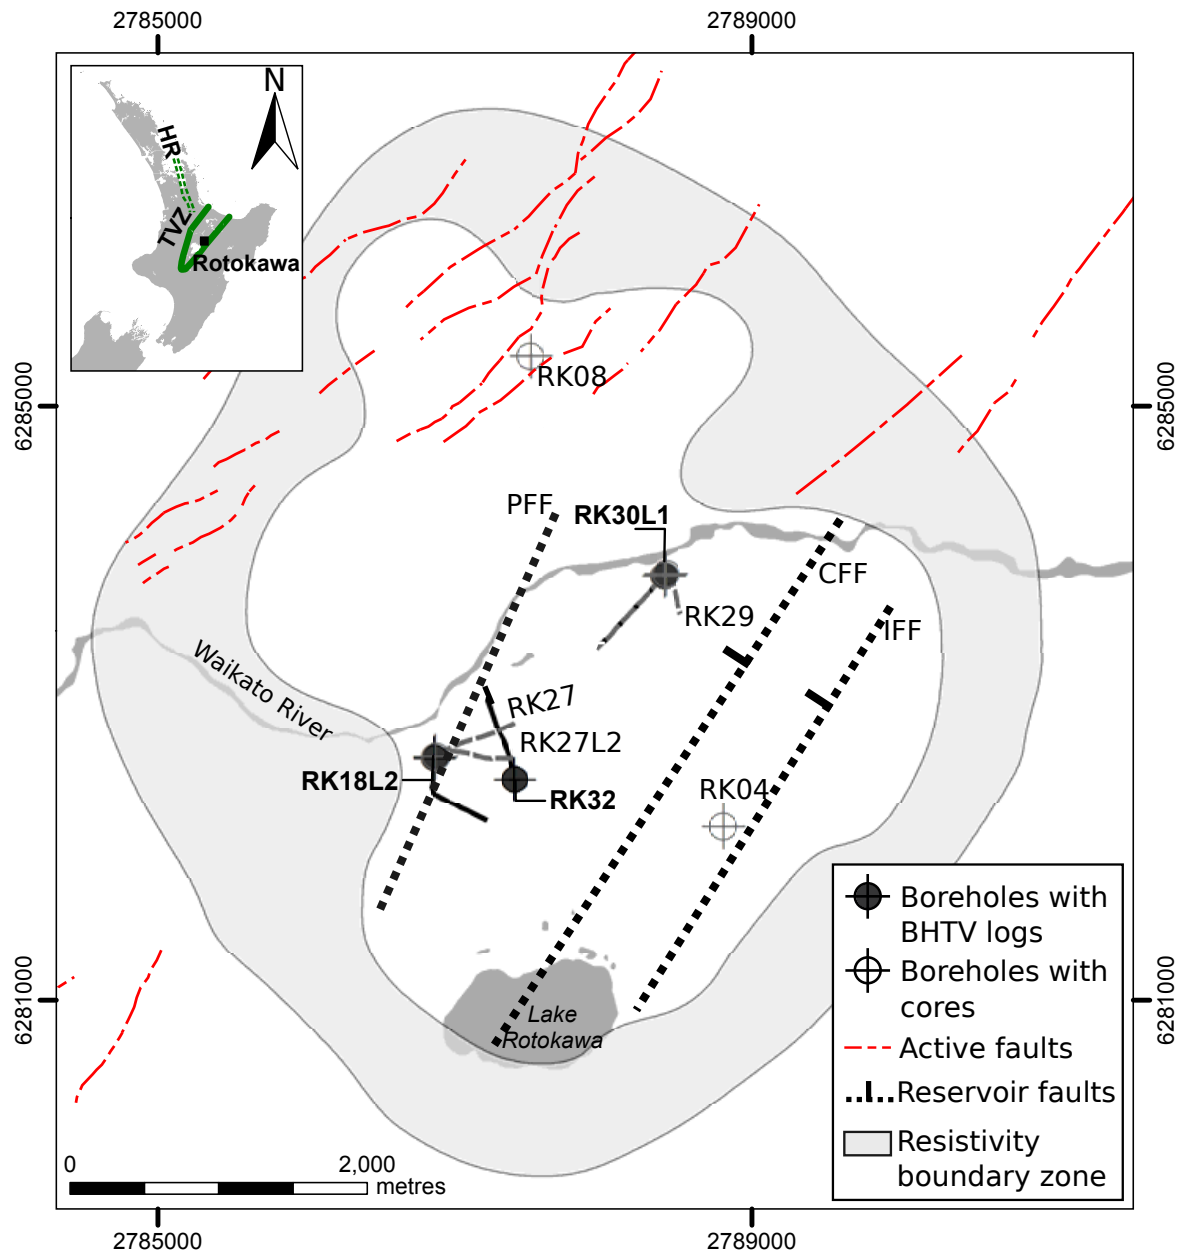 2785000
2789000
N
HR
TVZ
Rotokawa
6285000
6285000
RK08
PFF
RK30L1
CFF
RK29
IFF
Waikato River
RK27
RK27L2
RK18L2
RK32
RK04
Boreholes with
BHTV logs
Boreholes with
cores
Active faults
Reservoir faults
Resistivity
boundary zone
6281000
6281000
Lake
Rotokawa
0
2,000
metres
2785000
2789000